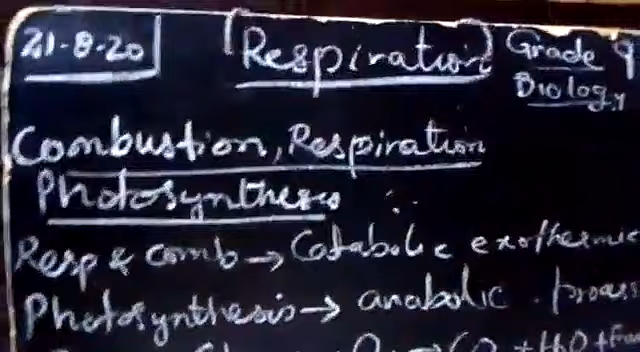 21-8-20 [Respiration] Grade 9
Biology
Combustion, Respiration
Photosynthesis
Resp & comb → Catabolic exothermic
Photosynthesis → anabolic . process